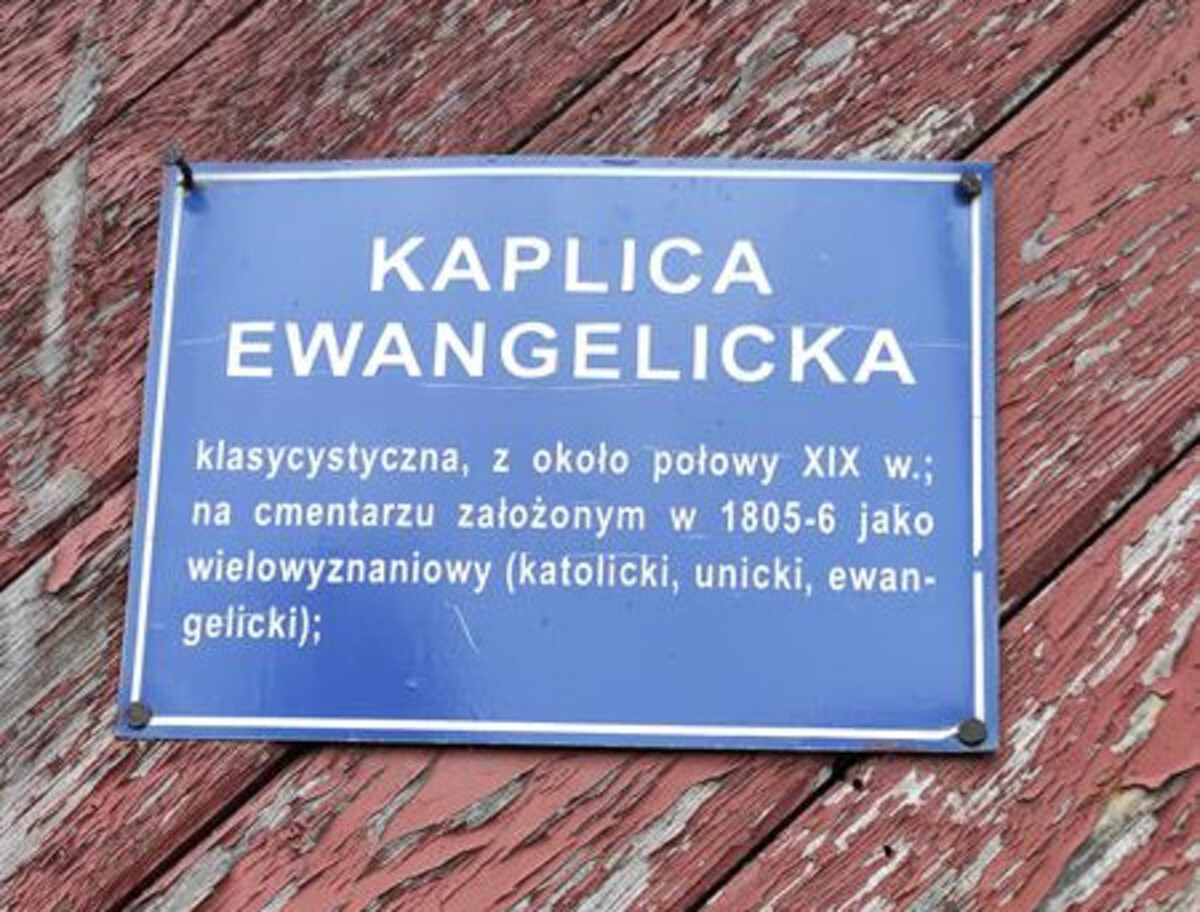 KAPLICA
EWANGELICKA
klasycystyczna, z około połowy XIX w.;
na cmentarzu założonym w 1805-6 jako
wielowyznaniowy (katolicki, unicki, ewan-
gelicki);